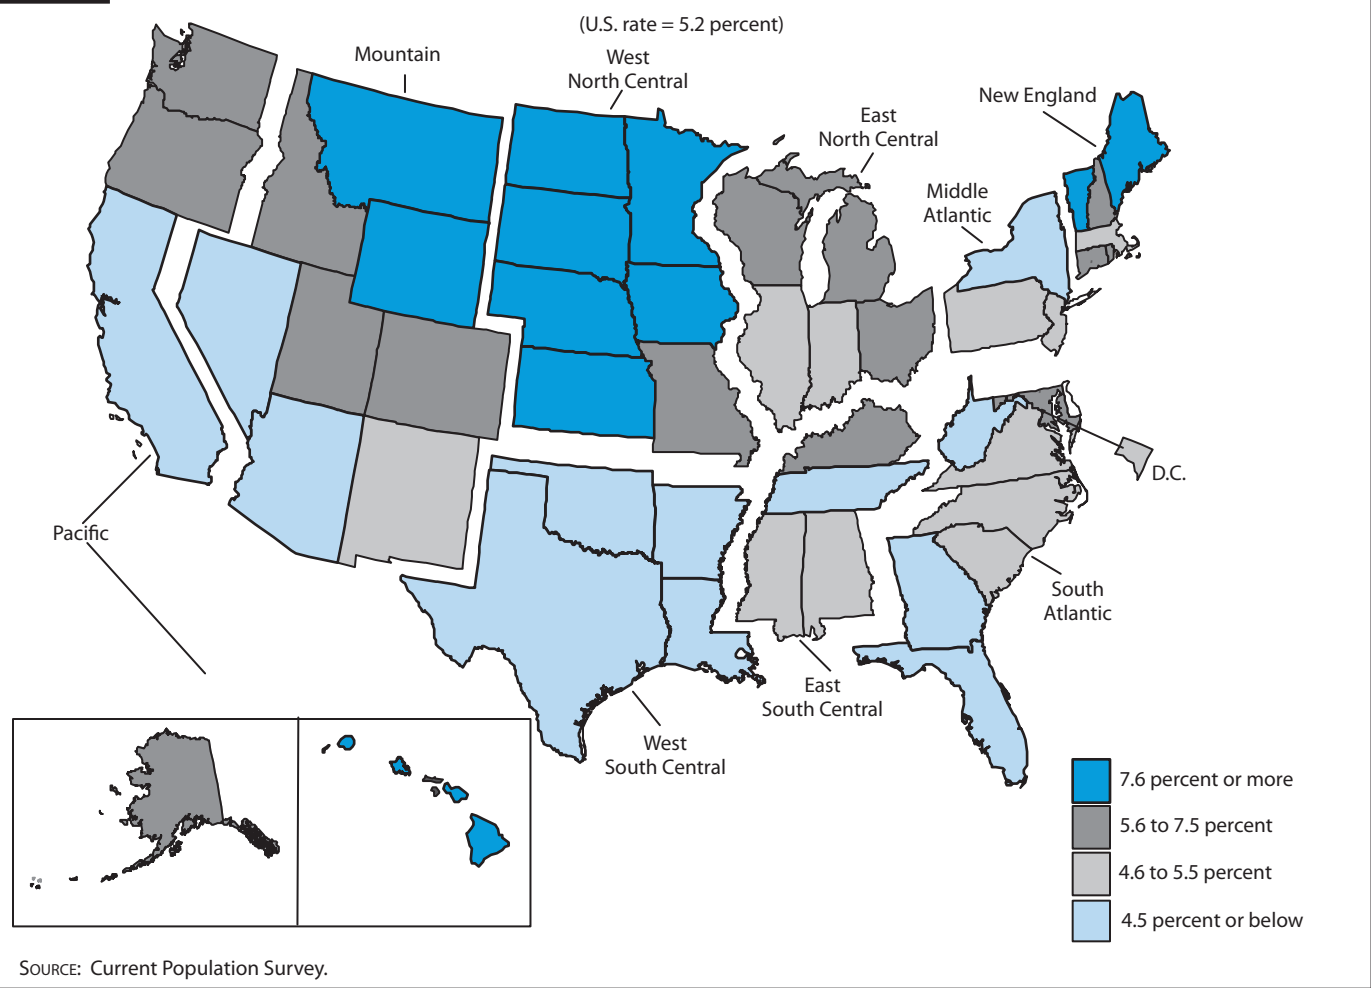 (U.S. rate = 5.2 percent)
Mountain
West
North Central
New England
East
North Central
Middle
Atlantic
D.C.
Pacific
South
Atlantic
East
South Central
West
South Central
7.6 percent or more
5.6 to 7.5 percent
4.6 to 5.5 percent
4.5 percent or below
SOURCE: Current Population Survey.